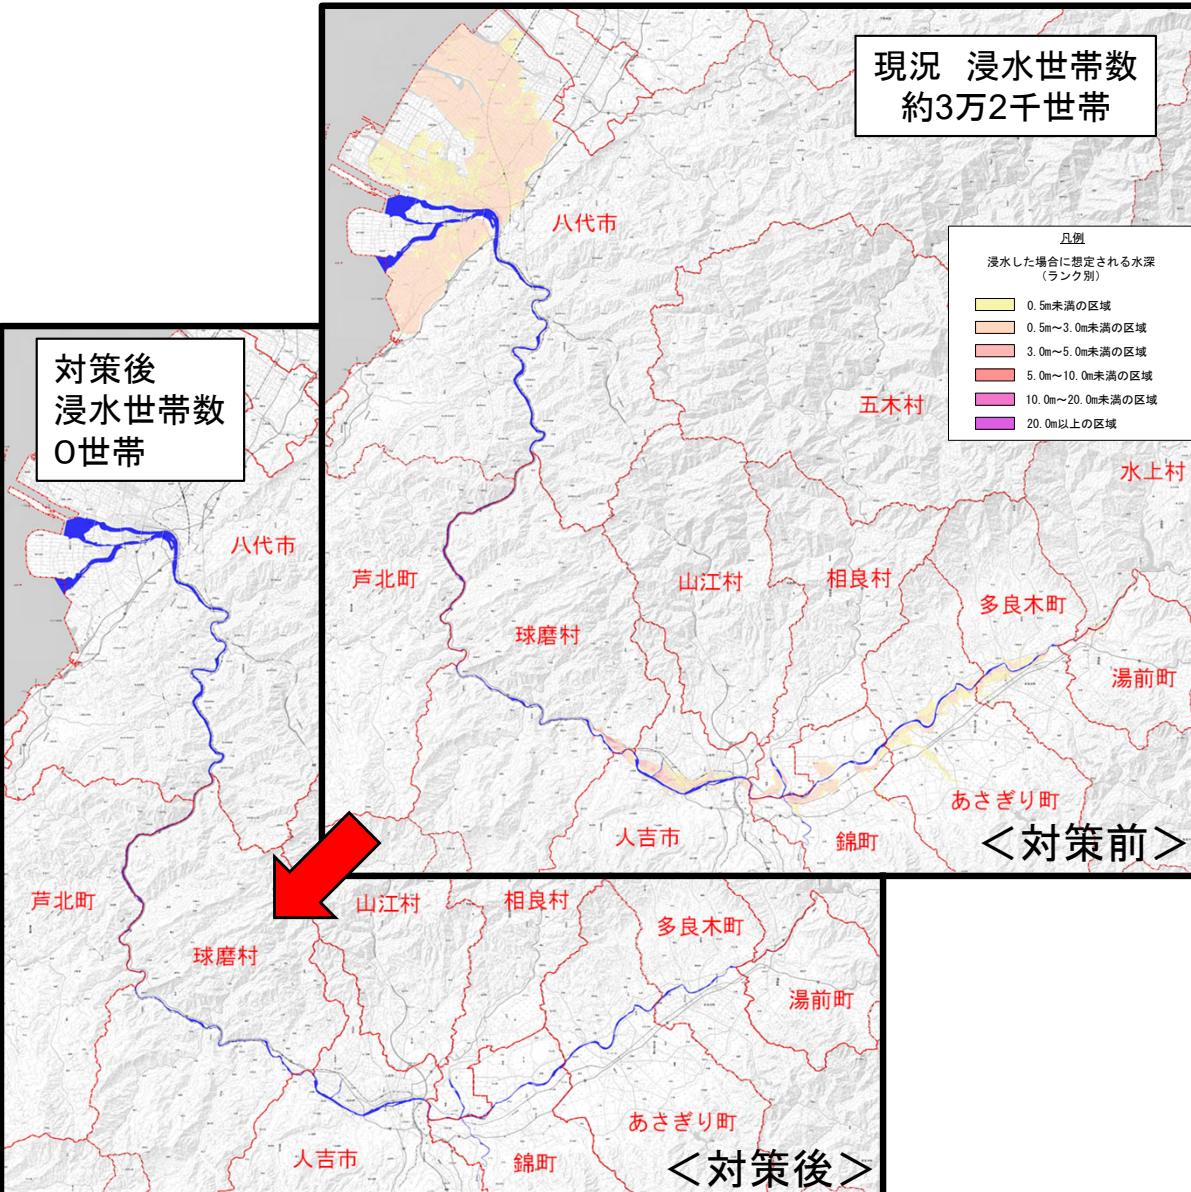 現況　浸水世帯数
約3万2千世帯
八代市
凡例
浸水した場合に想定される水深
（ランク別）
0.5m未満の区域
0.5m～3.0m未満の区域
3.0m～5.0m未満の区域
5.0m～10.0m未満の区域
10.0m～20.0m未満の区域
20.0m以上の区域
五木村
水上村
芦北町
山江村
相良村
多良木町
球磨村
湯前町
あさぎり町
人吉市
錦町
＜対策前＞
対策後
浸水世帯数
0世帯
八代市
芦北町
山江村
相良村
多良木町
球磨村
湯前町
あさぎり町
人吉市
錦町
＜対策後＞